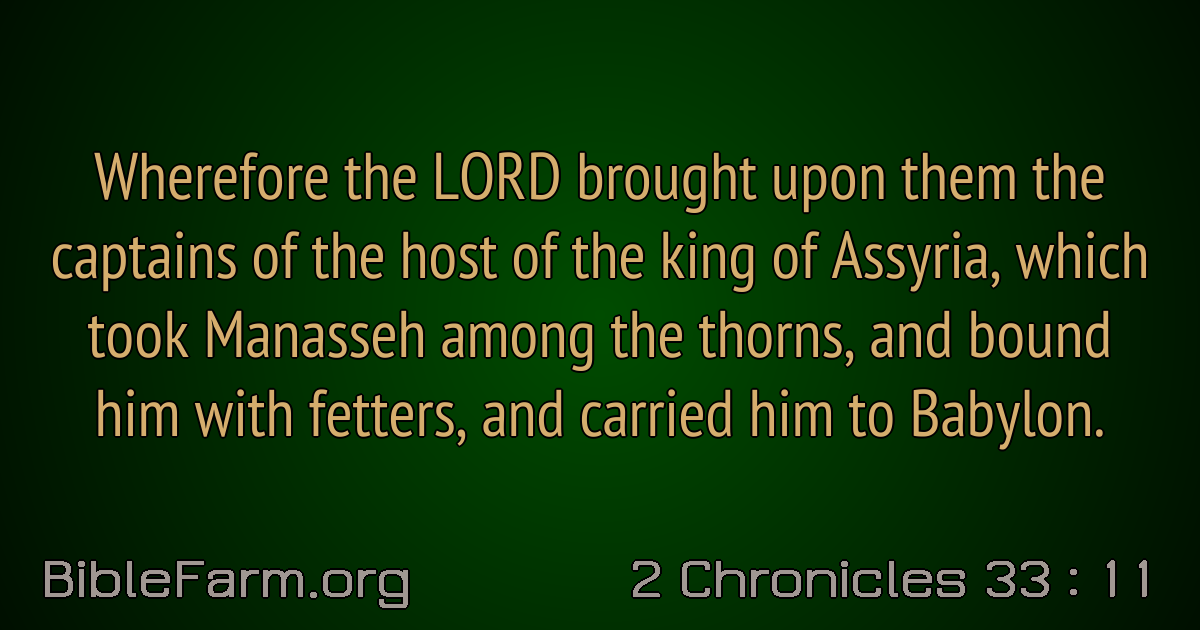 Wherefore the LORD brought upon them the
captains of the host of the king of Assyria, which
took Manasseh among the thorns, and bound
him with fetters, and carried him to Babylon.
BibleFarm.org
2 Chronicles 33 : 11